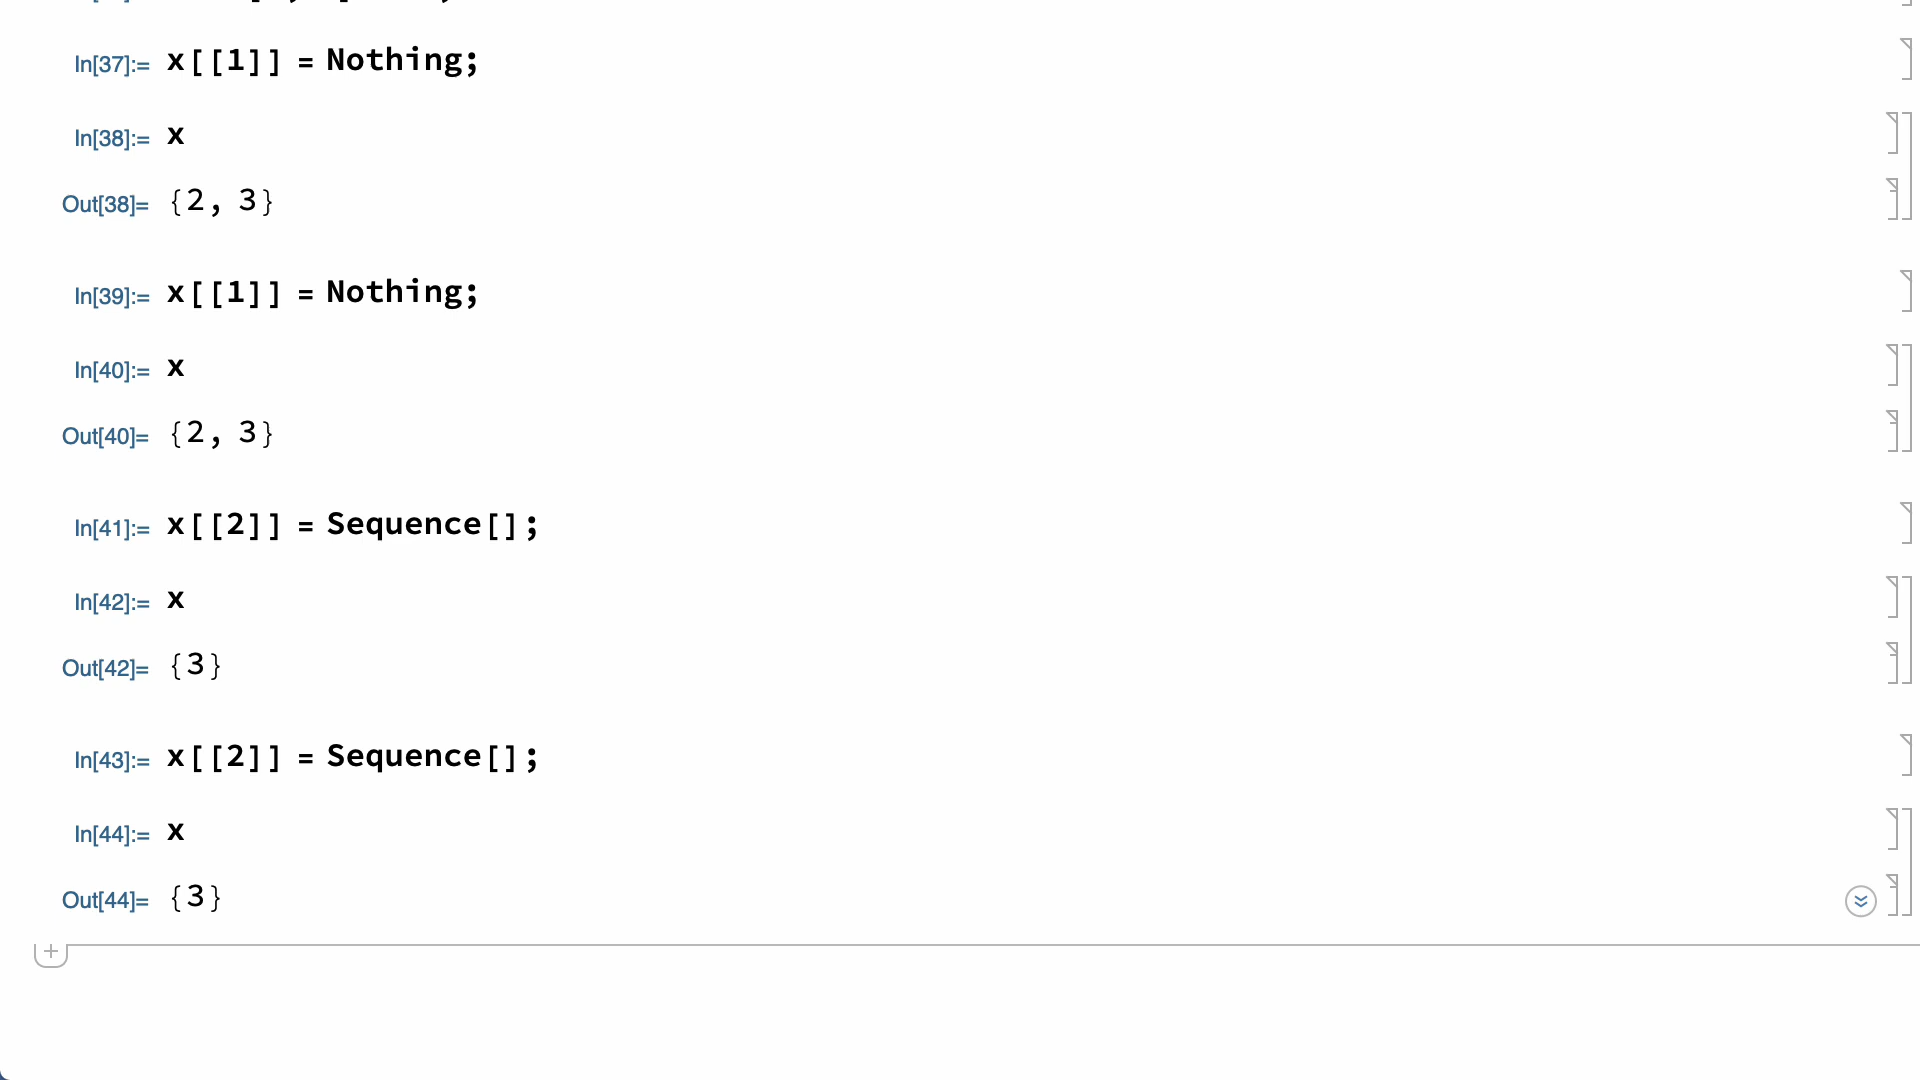 In[37]:= x[[1]] = Nothing;
In[38]:= x
Out[38]= {2, 3}
In[39]:= x[[1]] = Nothing;
In[40]:= x
Out[40]= {2, 3}
In[41]:= x[[2]] = Sequence[];
In[42]:= x
Out[42]= {3}
In[43]:= x[[2]] = Sequence[];
In[44]:= x
Out[44]= {3}